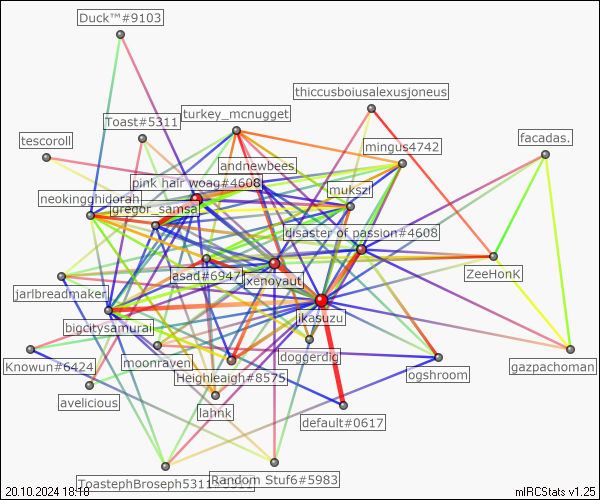 Duck™#9103
thiccusboiusalexusjoneus
turkey_mcnugget
Toast#5311
tescoroll
facadas.
mingus4742
andnewbees
pink hair woag#4608
mukszi
neokingghidorah
gregor_samsa
disaster of passion#4608
asad#6947
xenoyaut
ZeeHonK
jarlbreadmaker
jikasuzu
bigcitysamurai
doggerdig
moonraven
Knowun#6424
gazpachoman
Heighleaigh#8575
ogshroom
avelicious
lahnk
default#0617
ToastephBroseph5311#5311
Random Stuf6#5983
20.10.2024 18:18
mIRCStats v1.25